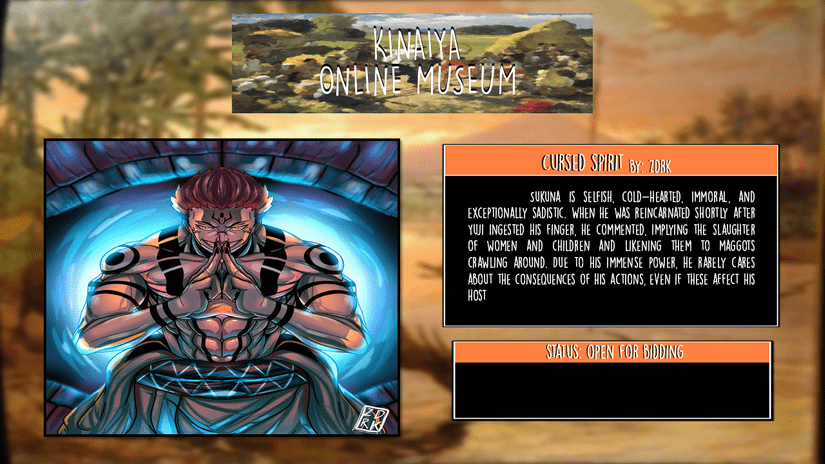 KINAIYA
ONLINE MUSEUM
CURSED SPIRIT BY: ZDRK
SUKUNA IS SELFISH, COLD-HEARTED, IMMORAL, AND
EXCEPTIONALLY SADISTIC. WHEN HE WAS REINCARNATED SHORTLY AFTER
YUJI INGESTED HIS FINGER, HE COMMENTED, IMPLYING THE SLAUGHTER
OF WOMEN AND CHILDREN AND LIKENING THEM TO MAGGOTS
CRAWLING AROUND. DUE TO HIS IMMENSE POWER, HE RARELY CARES
ABOUT THE CONSEQUENCES OF HIS ACTIONS, EVEN IF THESE AFFECT HIS
HOST
STATUS: OPEN FOR BIDDING
ZD
RK